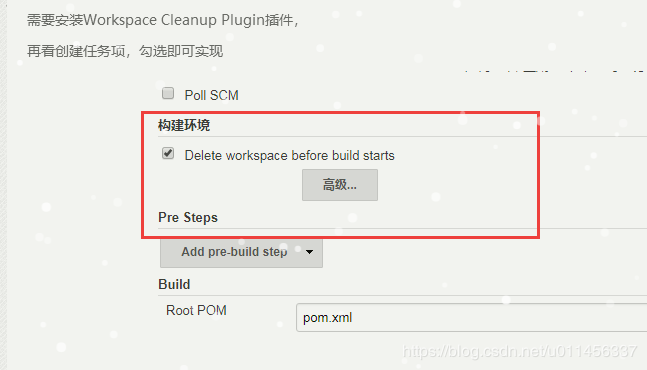 需要安装Workspace Cleanup Plugin插件，
再看创建任务项，勾选即可实现
Poll SCM
构建环境
Delete workspace before build starts
高级...
Pre Steps
Add pre-build step
Build
Root POM
pom.xml
https://blog.csdn.net/u011456337